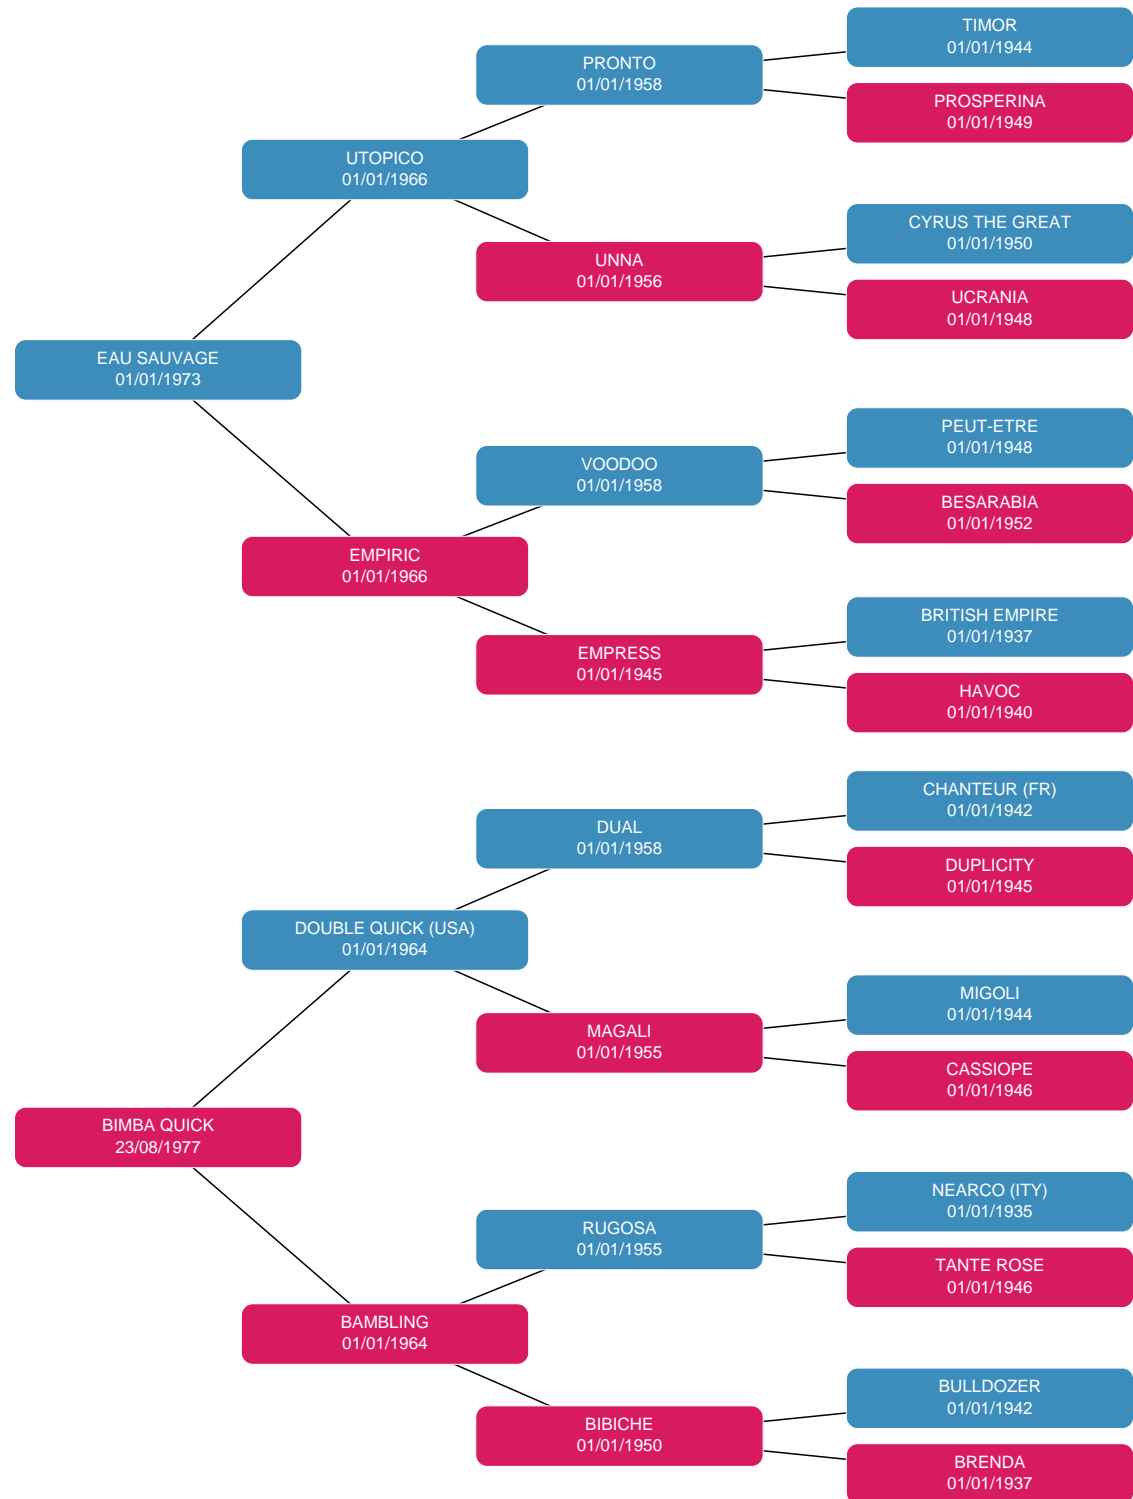 TIMOR
01/01/1944
PRONTO
01/01/1958
PROSPERINA
01/01/1949
UTOPICO
01/01/1966
CYRUS THE GREAT
01/01/1950
UNNA
01/01/1956
UCRANIA
01/01/1948
EAU SAUVAGE
01/01/1973
PEUT-ETRE
01/01/1948
VOODOO
01/01/1958
BESARABIA
01/01/1952
EMPIRIC
01/01/1966
BRITISH EMPIRE
01/01/1937
EMPRESS
01/01/1945
HAVOC
01/01/1940
CHANTEUR (FR)
01/01/1942
DUAL
01/01/1958
DUPLICITY
01/01/1945
DOUBLE QUICK (USA)
01/01/1964
MIGOLI
01/01/1944
MAGALI
01/01/1955
CASSIOPE
01/01/1946
BIMBA QUICK
23/08/1977
NEARCO (ITY)
01/01/1935
RUGOSA
01/01/1955
TANTE ROSE
01/01/1946
BAMBLING
01/01/1964
BULLDOZER
01/01/1942
BIBICHE
01/01/1950
BRENDA
01/01/1937